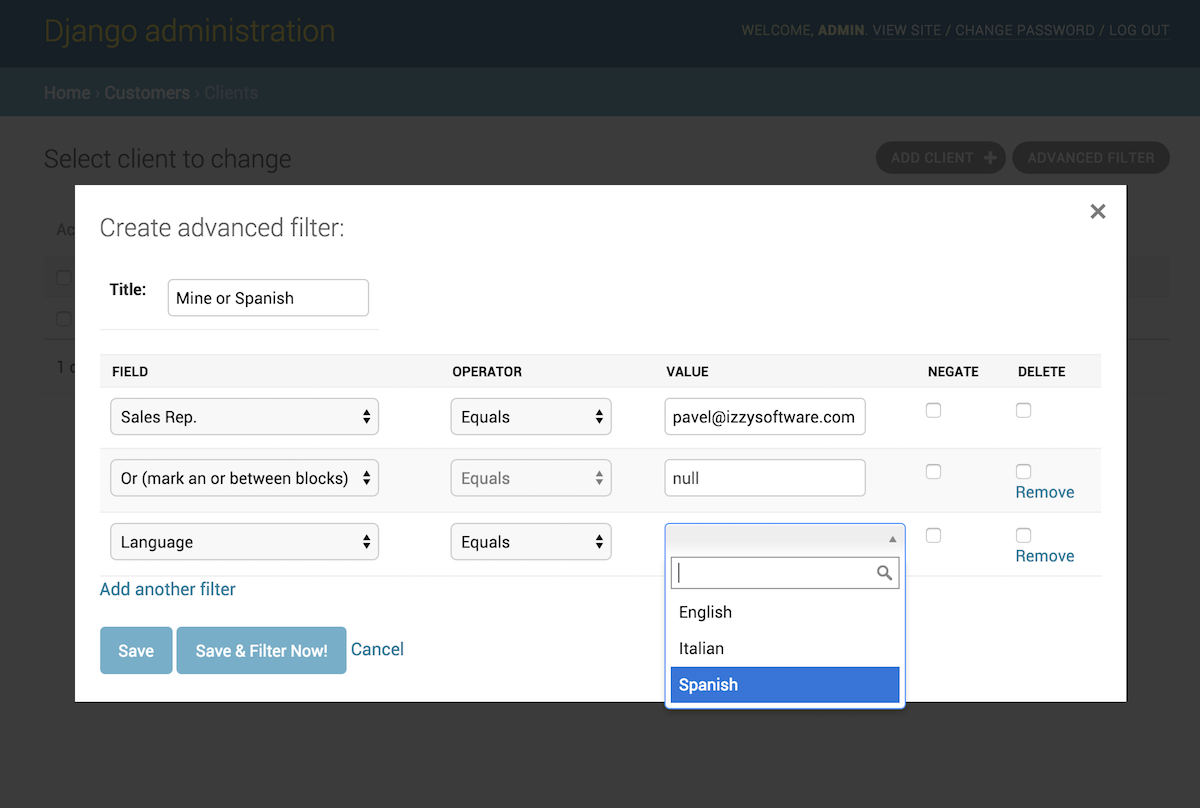 Django administration
WELCOME, ADMIN. VIEW SITE / CHANGE PASSWORD / LOG OUT
Home › Customers › Clients
Select client to change
ADD CLIENT
ADVANCED FILTER
Create advanced filter:
Title: Mine or Spanish
FIELD OPERATOR VALUE NEGATE DELETE
Sales Rep. Equals pavel@izzysoftware.com
Or (mark an or between blocks) Equals null
Remove
Language Equals
Remove
Add another filter
English
Italian
Spanish
Save Save & Filter Now! Cancel